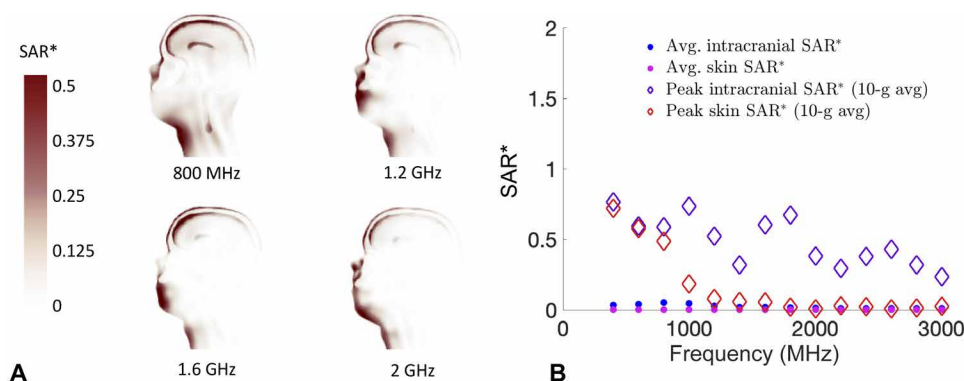 SAR*
0.5
0.375
0.25
0.125
0
800 MHz
1.2 GHz
1.6 GHz
2 GHz
A
2
1.5
1
0.5
0
SAR*
Avg. intracranial SAR*
Avg. skin SAR*
Peak intracranial SAR* (10-g avg)
Peak skin SAR* (10-g avg)
0 1000 2000 3000
Frequency (MHz)
B